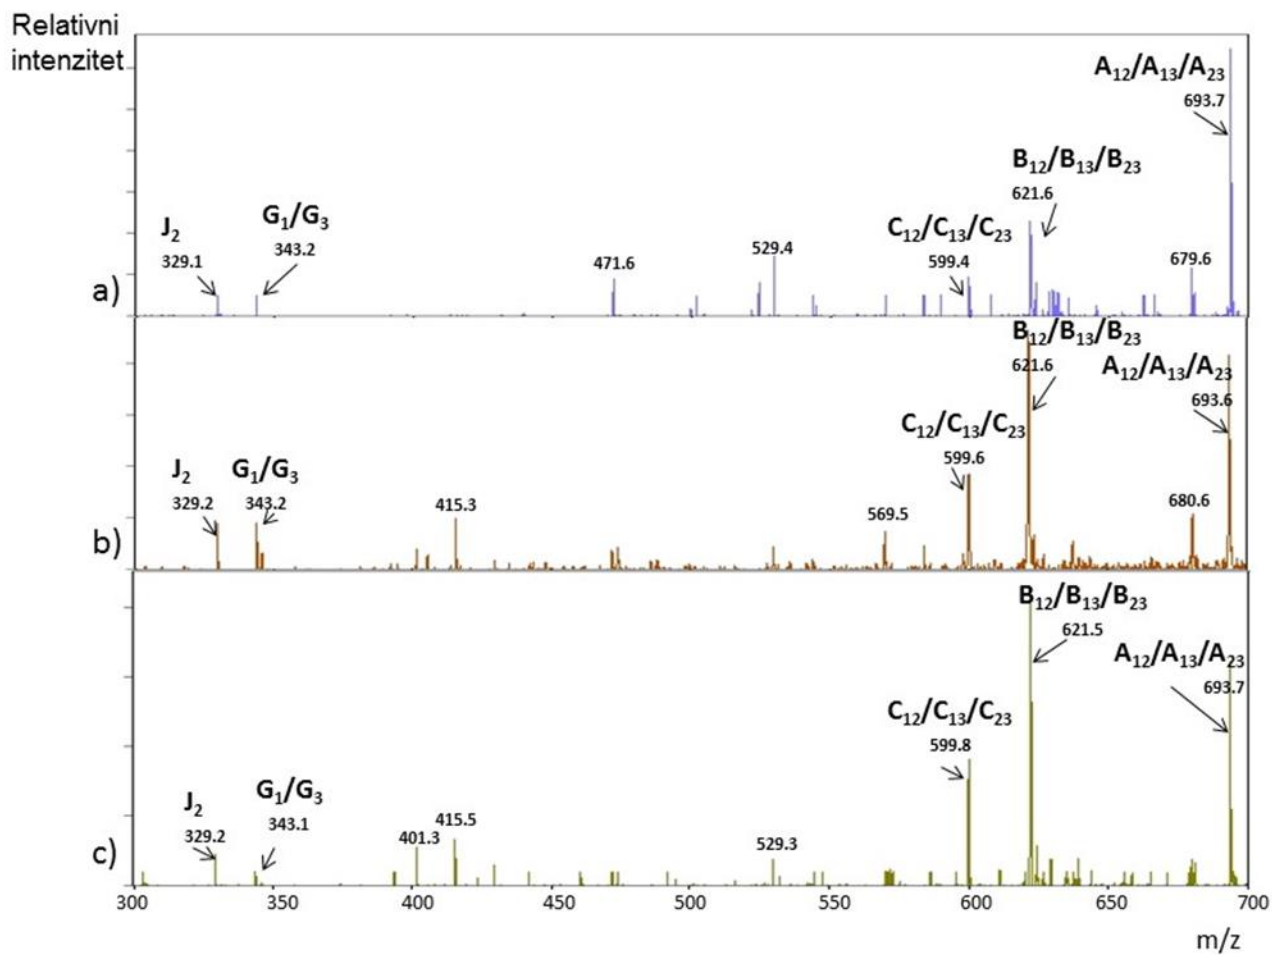 Relativni
intenzitet
a)
J2
329.1
G1/G3
343.2
471.6
529.4
C12/C13/C23
599.4
B12/B13/B23
621.6
679.6
A12/A13/A23
693.7
b)
J2
329.2
G1/G3
343.2
415.3
569.5
C12/C13/C23
599.6
B12/B13/B23
621.6
680.6
A12/A13/A23
693.6
c)
J2
329.2
G1/G3
343.1
401.3
415.5
529.3
C12/C13/C23
599.8
B12/B13/B23
621.5
A12/A13/A23
693.7
300 350 400 450 500 550 600 650 700
m/z